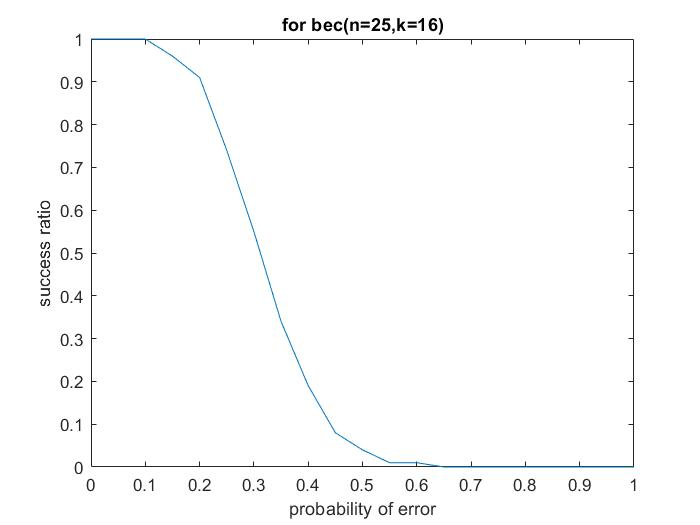 for bec(n=25,k=16)
1
0.9
0.8
0.7
0.6
0.5
0.4
0.3
0.2
0.1
0
success ratio
0 0.1 0.2 0.3 0.4 0.5 0.6 0.7 0.8 0.9 1
probability of error